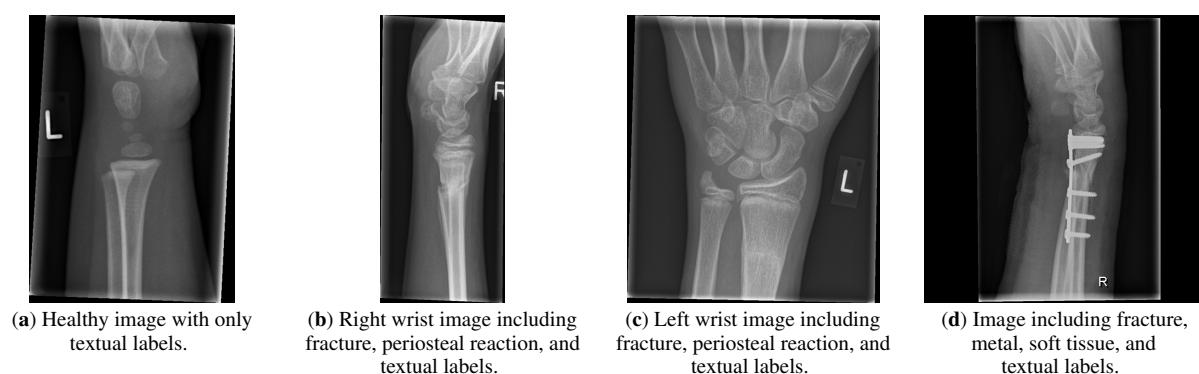 L
R
L
R
(a) Healthy image with only
textual labels.
(b) Right wrist image including
fracture, periosteal reaction, and
textual labels.
(c) Left wrist image including
fracture, periosteal reaction, and
textual labels.
(d) Image including fracture,
metal, soft tissue, and
textual labels.